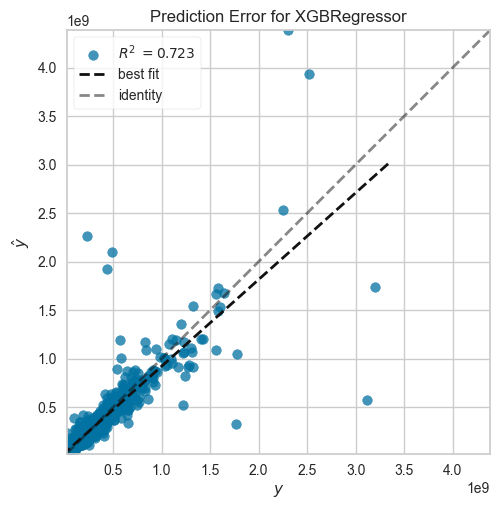 Prediction Error for XGBRegressor
1e9
R² = 0.723
best fit
identity
4.0
3.5
3.0
2.5
2.0
1.5
1.0
0.5
ŷ
0.5 1.0 1.5 2.0 2.5 3.0 3.5 4.0
y
1e9